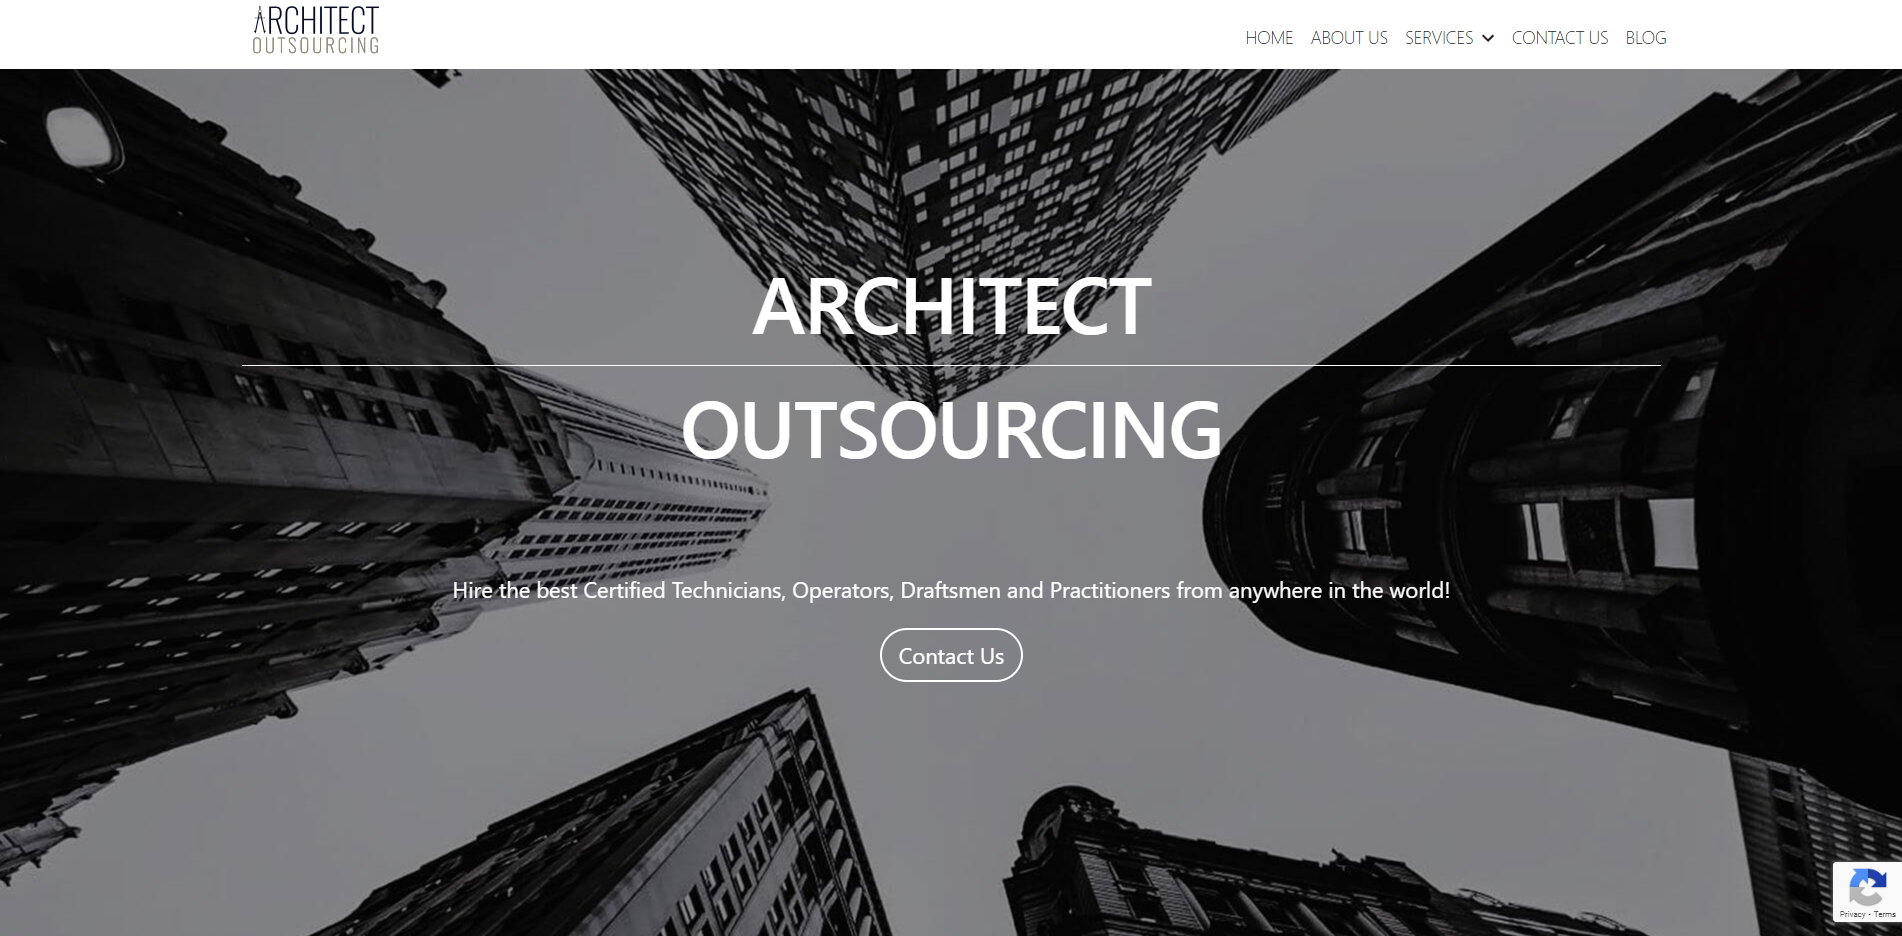 ARCHITECT
OUTSOURCING
HOME ABOUT US SERVICES CONTACT US BLOG
ARCHITECT
OUTSOURCING
Hire the best Certified Technicians, Operators, Draftsmen and Practitioners from anywhere in the world!
Contact Us
Privacy - Terms